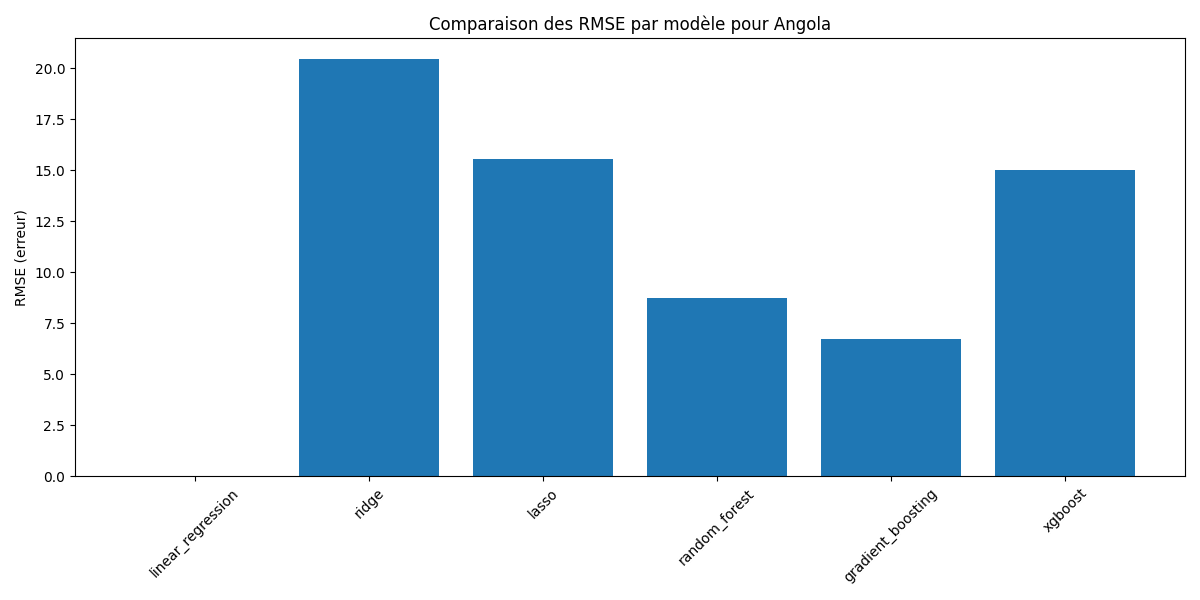 Comparaison des RMSE par modèle pour Angola
RMSE (erreur)
20.0
17.5
15.0
12.5
10.0
7.5
5.0
2.5
0.0
linear_regression
ridge
lasso
random_forest
gradient_boosting
xgboost